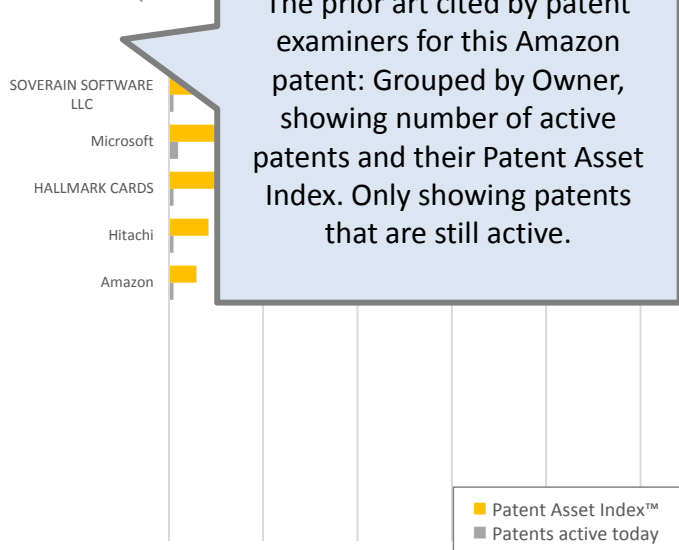 The prior art cited by patent
examiners for this Amazon
patent: Grouped by Owner,
showing number of active
patents and their Patent Asset
Index. Only showing patents
that are still active.
SOVERAIN SOFTWARE
LLC
Microsoft
HALLMARK CARDS
Hitachi
Amazon
Patent Asset Index™
Patents active today